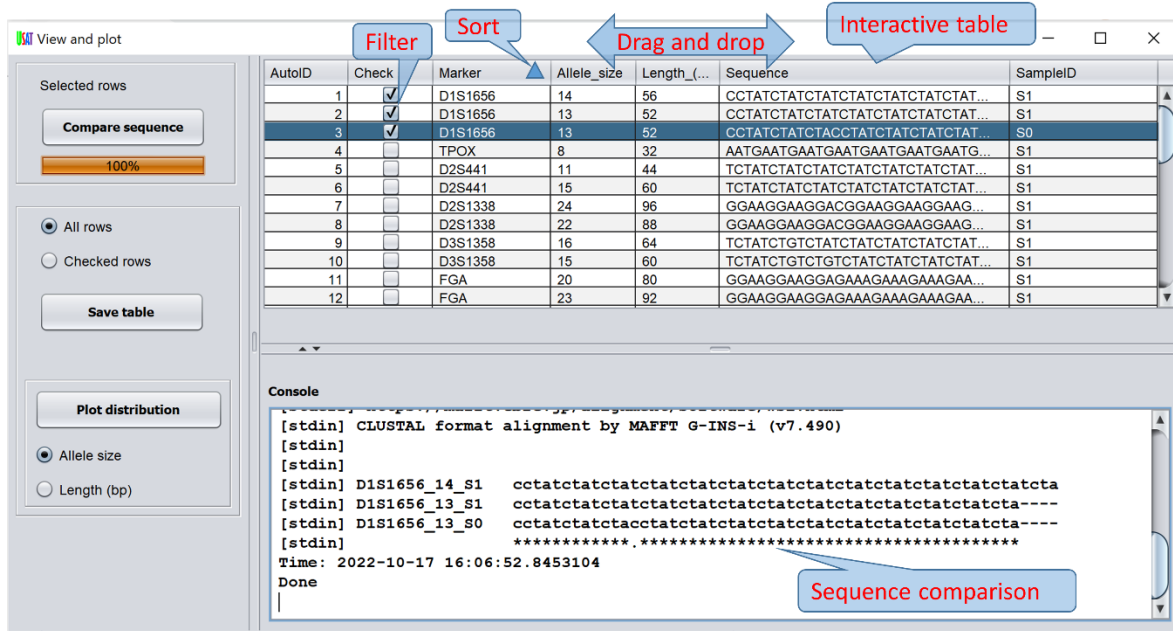 USAT View and plot
Filter
Sort
Drag and drop
Interactive table
Selected rows
Compare sequence
100%
All rows
Checked rows
Save table
Plot distribution
Allele size
Length (bp)
AutoID Check Marker Allele_size Length_(... Sequence SampleID
1 D1S1656 14 56 CCTATCTATCTATCTATCTATCTATCTAT... S1
2 D1S1656 13 52 CCTATCTATCTATCTATCTATCTATCTAT... S1
3 D1S1656 13 52 CCTATCTATCTACCTATCTATCTATCTAT... S0
4 TPOX 8 32 AATGAATGAATGAATGAATGAATGAATG... S1
5 D2S441 11 44 TCTATCTATCTATCTATCTATCTATCTAT... S1
6 D2S441 15 60 TCTATCTATCTATCTATCTATCTATCTAT... S1
7 D2S1338 24 96 GGAAGGAAGGACGGAAGGAAGGAAG... S1
8 D2S1338 22 88 GGAAGGAAGGACGGAAGGAAGGAAG... S1
9 D3S1358 16 64 TCTATCTGTCTATCTATCTATCTATCTAT... S1
10 D3S1358 15 60 TCTATCTGTCTGTCTATCTATCTATCTAT... S1
11 FGA 20 80 GGAAGGAAGGAGAAAGAAAGAAAGAA... S1
12 FGA 23 92 GGAAGGAAGGAGAAAGAAAGAAAGAA... S1
Console
[stdin] CLUSTAL format alignment by MAFFT G-INS-i (v7.490)
[stdin]
[stdin]
[stdin] D1S1656_14_S1 cctatctatctatctatctatctatctatctatctatctatctatctatctatcta
[stdin] D1S1656_13_S1 cctatctatctatctatctatctatctatctatctatctatctatctatcta----
[stdin] D1S1656_13_S0 cctatctatctacctatctatctatctatctatctatctatctatctatcta----
[stdin] ************.***************************************
Time: 2022-10-17 16:06:52.8453104
Done
Sequence comparison